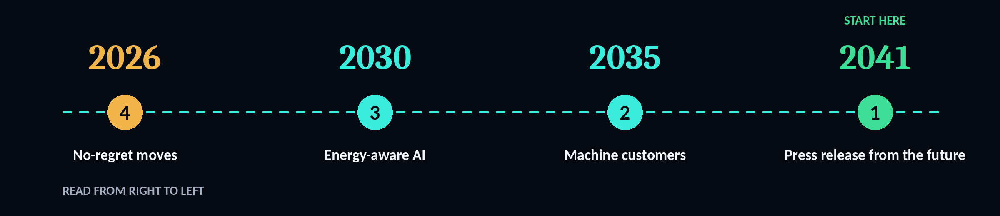 START HERE
2026 2030 2035 2041
4 3 2 1
No-regret moves Energy-aware AI Machine customers Press release from the future
READ FROM RIGHT TO LEFT